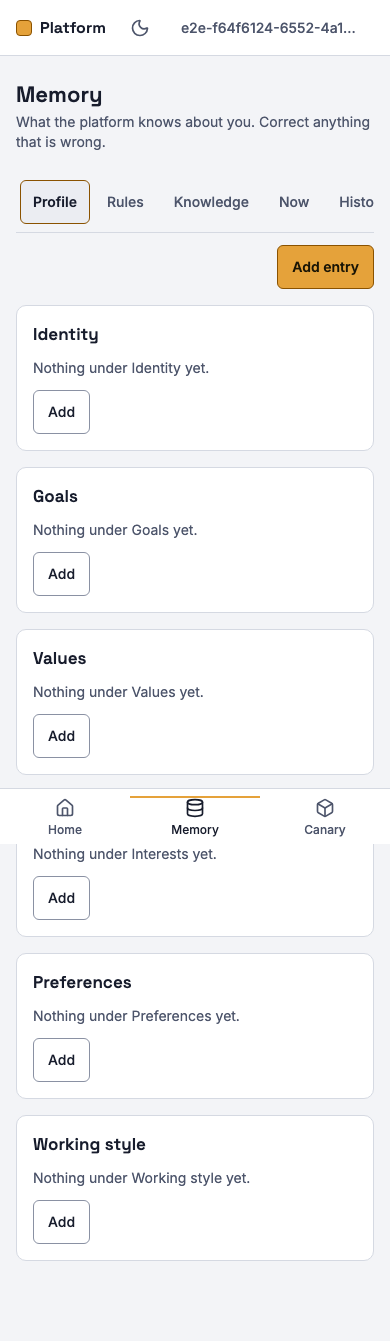 Platform
e2e-f64f6124-6552-4a1...
Memory
What the platform knows about you. Correct anything
that is wrong.
Profile
Rules
Knowledge
Now
Histo
Add entry
Identity
Nothing under Identity yet.
Add
Goals
Nothing under Goals yet.
Add
Values
Nothing under Values yet.
Add
Home
Memory
Canary
Nothing under Interests yet.
Add
Preferences
Nothing under Preferences yet.
Add
Working style
Nothing under Working style yet.
Add